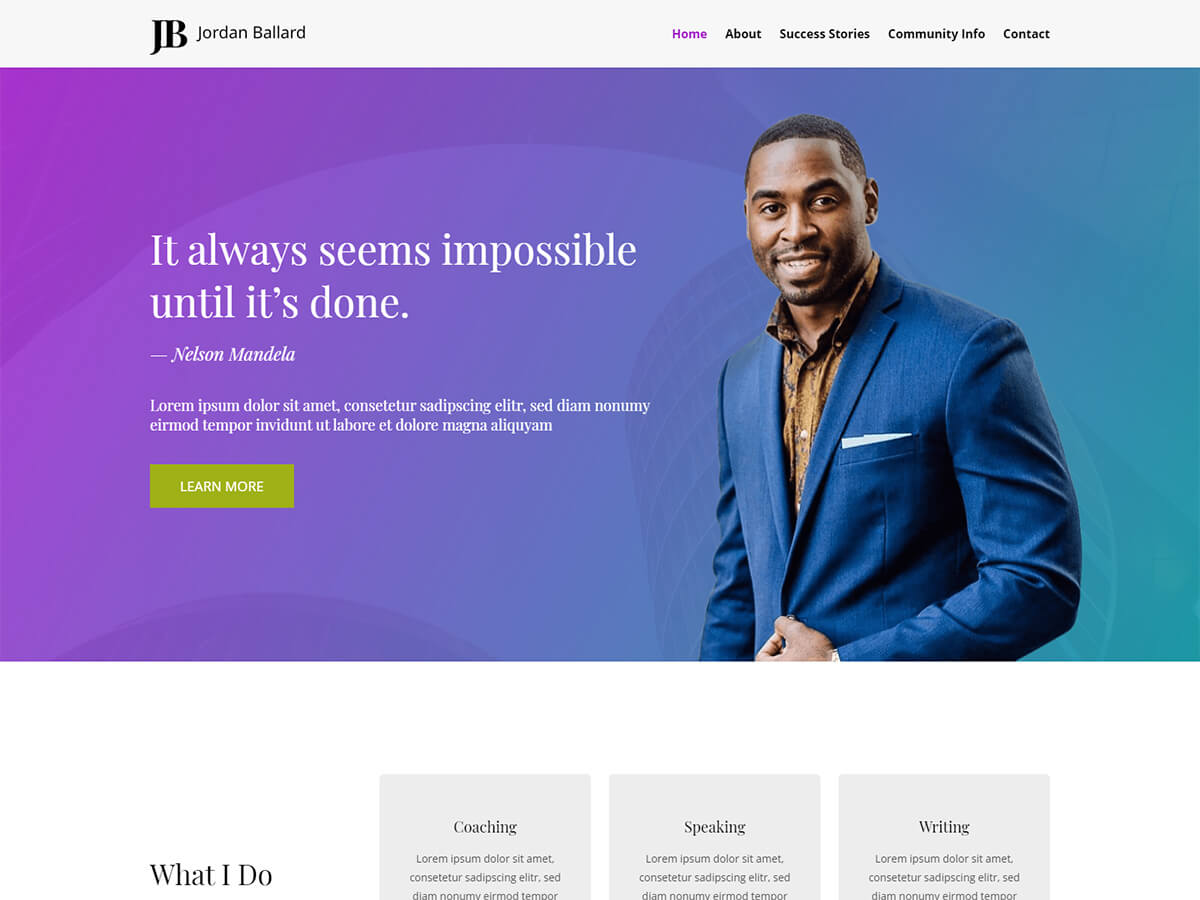 JB Jordan Ballard
Home About Success Stories Community Info Contact
It always seems impossible
until it’s done.
— Nelson Mandela
Lorem ipsum dolor sit amet, consetetur sadipscing elitr, sed diam nonumy
eirmod tempor invidunt ut labore et dolore magna aliquyam
LEARN MORE
What I Do
Coaching
Lorem ipsum dolor sit amet,
consetetur sadipscing elitr, sed
diam nonumy eirmod tempor
Speaking
Lorem ipsum dolor sit amet,
consetetur sadipscing elitr, sed
diam nonumy eirmod tempor
Writing
Lorem ipsum dolor sit amet,
consetetur sadipscing elitr, sed
diam nonumy eirmod tempor